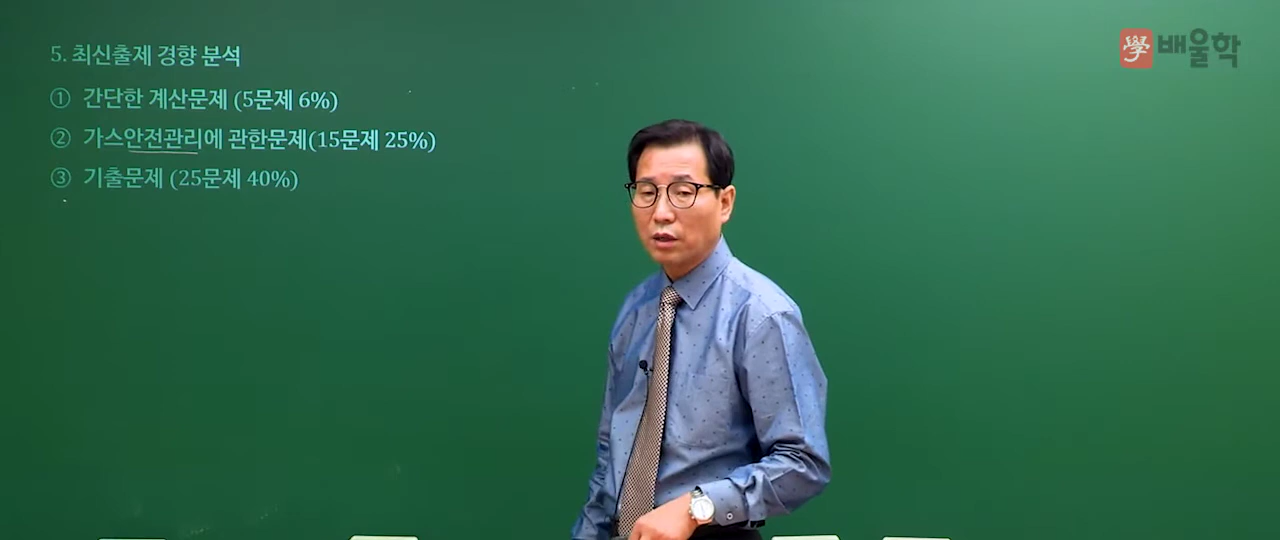 5. 최신출제 경향 분석
學 배울학
① 간단한 계산문제 (5문제 6%)
② 가스안전관리에 관한문제(15문제 25%)
③ 기출문제 (25문제 40%)